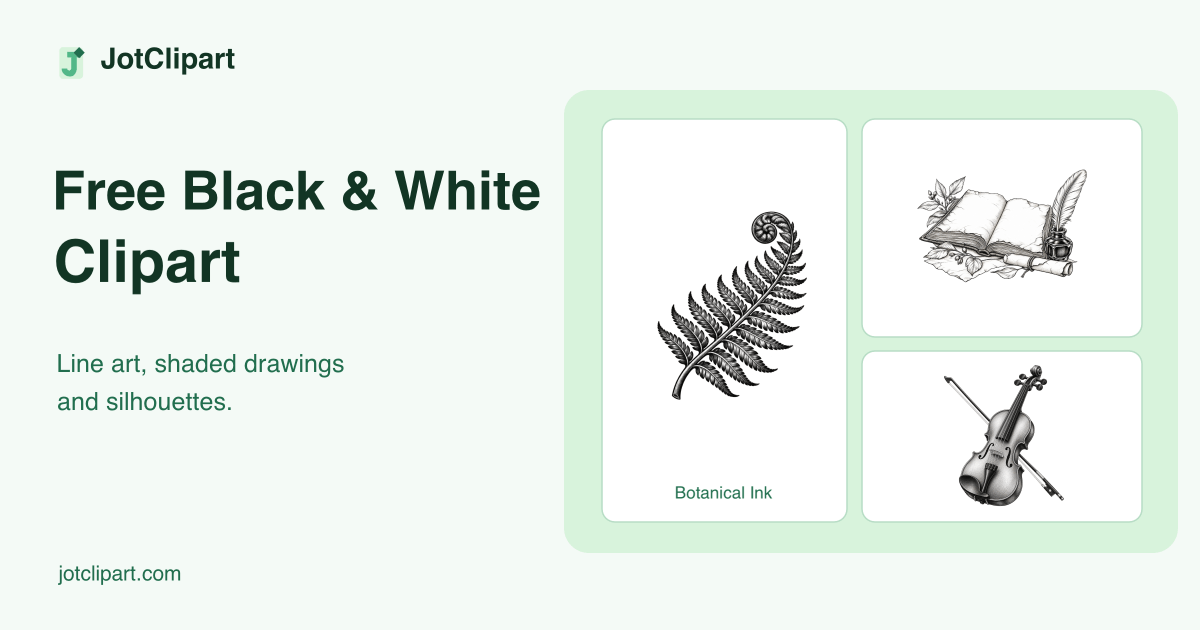 JotClipart
Free Black & White
Clipart
Line art, shaded drawings
and silhouettes.
Botanical Ink
jotclipart.com